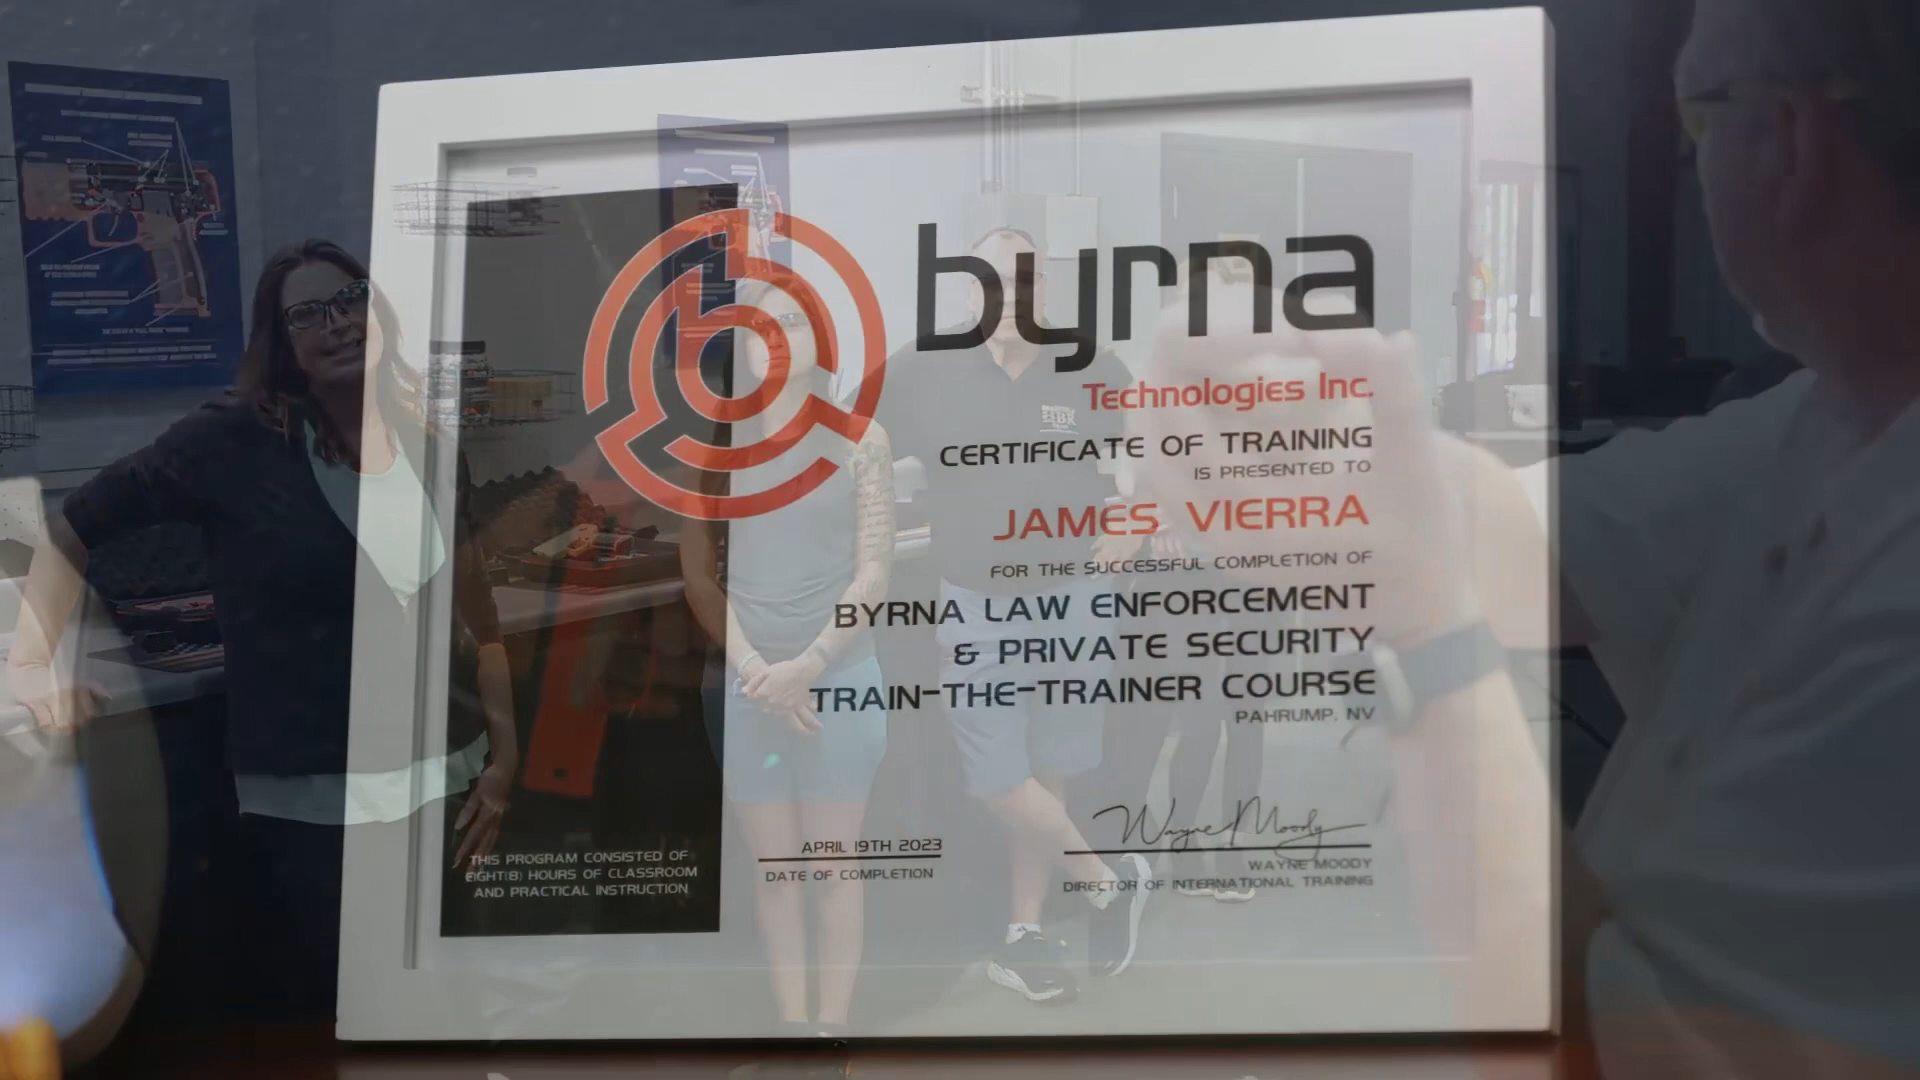 byrna
Technologies Inc.
CERTIFICATE OF TRAINING
IS PRESENTED TO
JAMES VIERRA
FOR THE SUCCESSFUL COMPLETION OF
BYRNA LAW ENFORCEMENT
& PRIVATE SECURITY
TRAIN-THE-TRAINER COURSE
PAHRUMP, NV
THIS PROGRAM CONSISTED OF
EIGHT(8) HOURS OF CLASSROOM
AND PRACTICAL INSTRUCTION
APRIL 19TH 2023
DATE OF COMPLETION
Wayne Moody
WAYNE MOODY
DIRECTOR OF INTERNATIONAL TRAINING